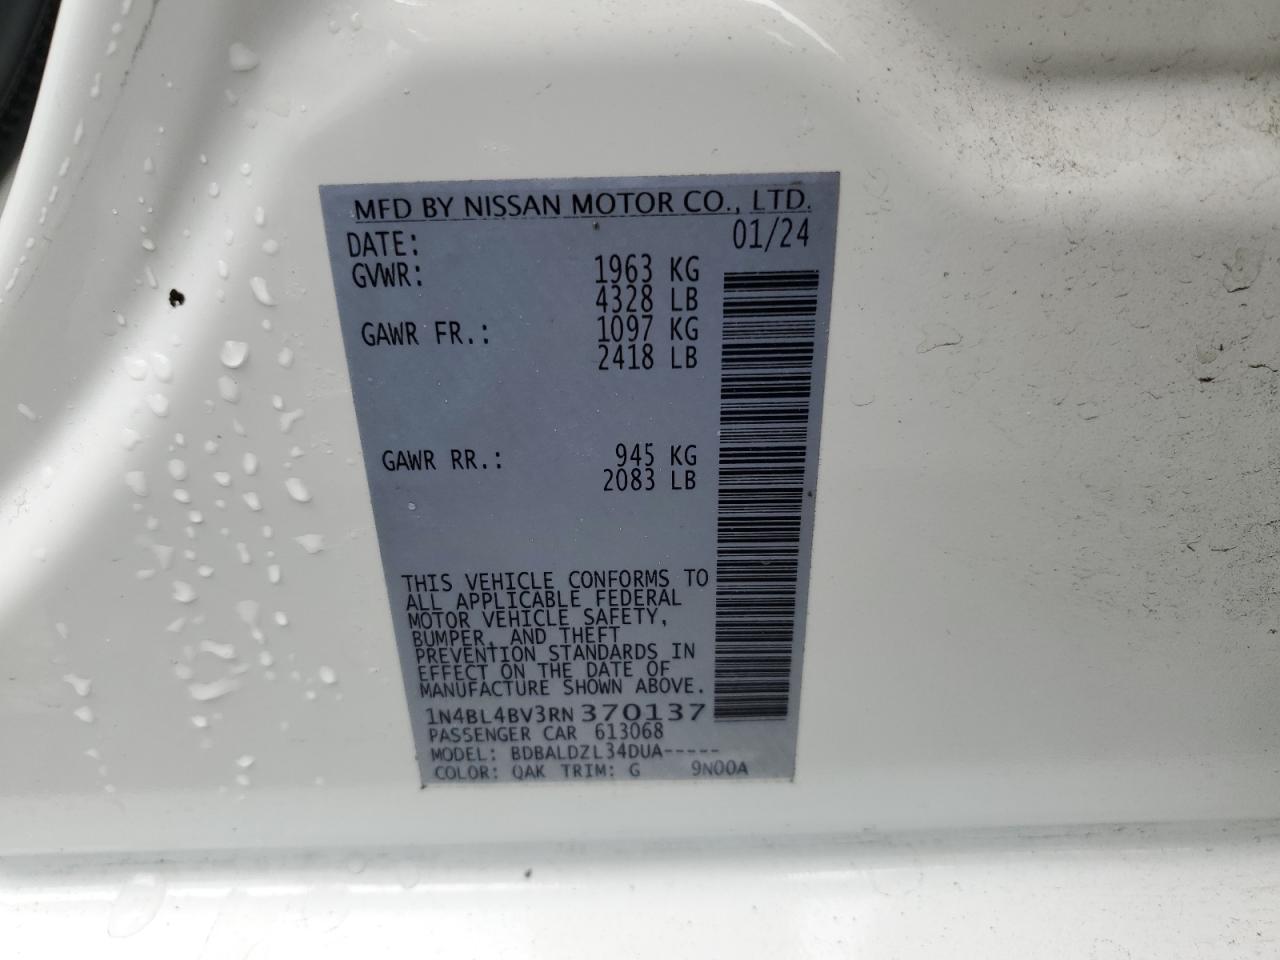 MFD BY NISSAN MOTOR CO., LTD.
DATE: 01/24
GVWR: 1963 KG
4328 LB
GAWR FR.: 1097 KG
2418 LB
GAWR RR.: 945 KG
2083 LB
THIS VEHICLE CONFORMS TO
ALL APPLICABLE FEDERAL
MOTOR VEHICLE SAFETY,
BUMPER, AND THEFT
PREVENTION STANDARDS IN
EFFECT ON THE DATE OF
MANUFACTURE SHOWN ABOVE.
1N4BL4BV3RN370137
PASSENGER CAR 613068
MODEL: BDBALDZL34DUA-----
COLOR: QAK TRIM: G 9N00A